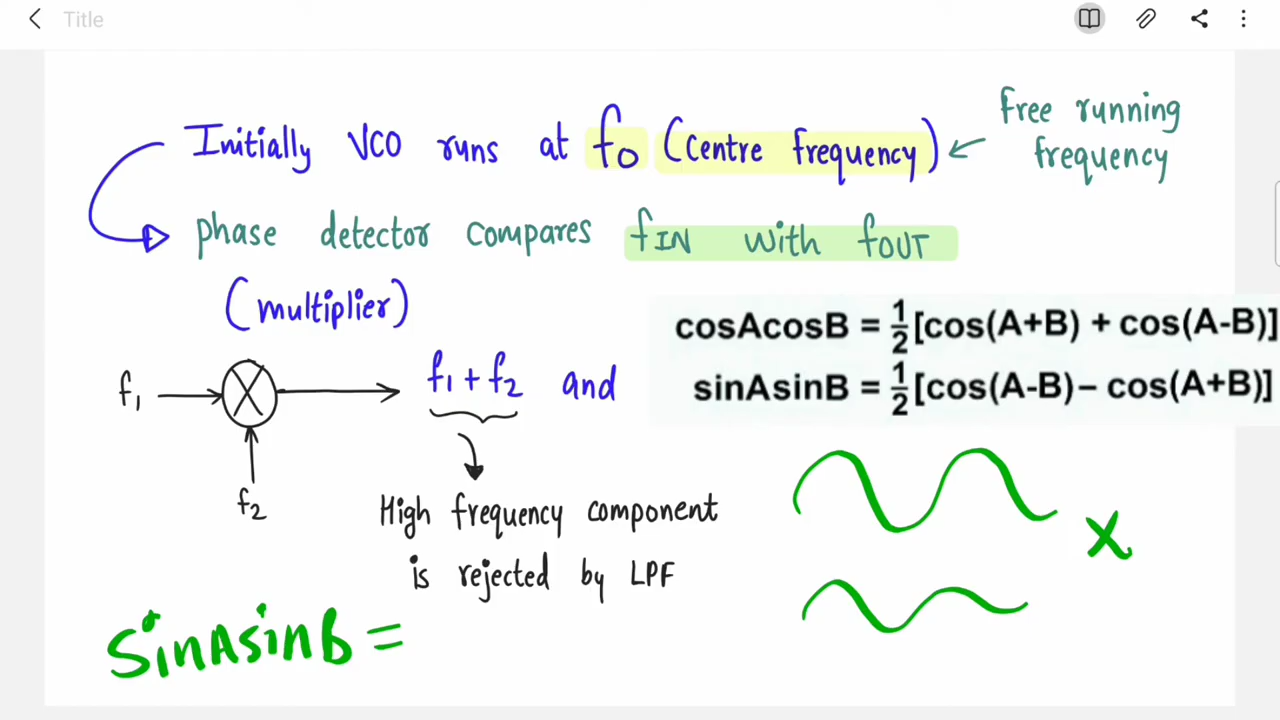 Title
Free running
Initially VCO runs at fO (Centre frequency)
frequency
phase detector compares fIN with fOUT
(multiplier)
cosAcosB = 1/2[cos(A+B) + cos(A-B)]
f1 X f1 + f2 and
sinAsinB = 1/2[cos(A-B) - cos(A+B)]
f2
High frequency component
X
is rejected by LPF
SinAsinB =